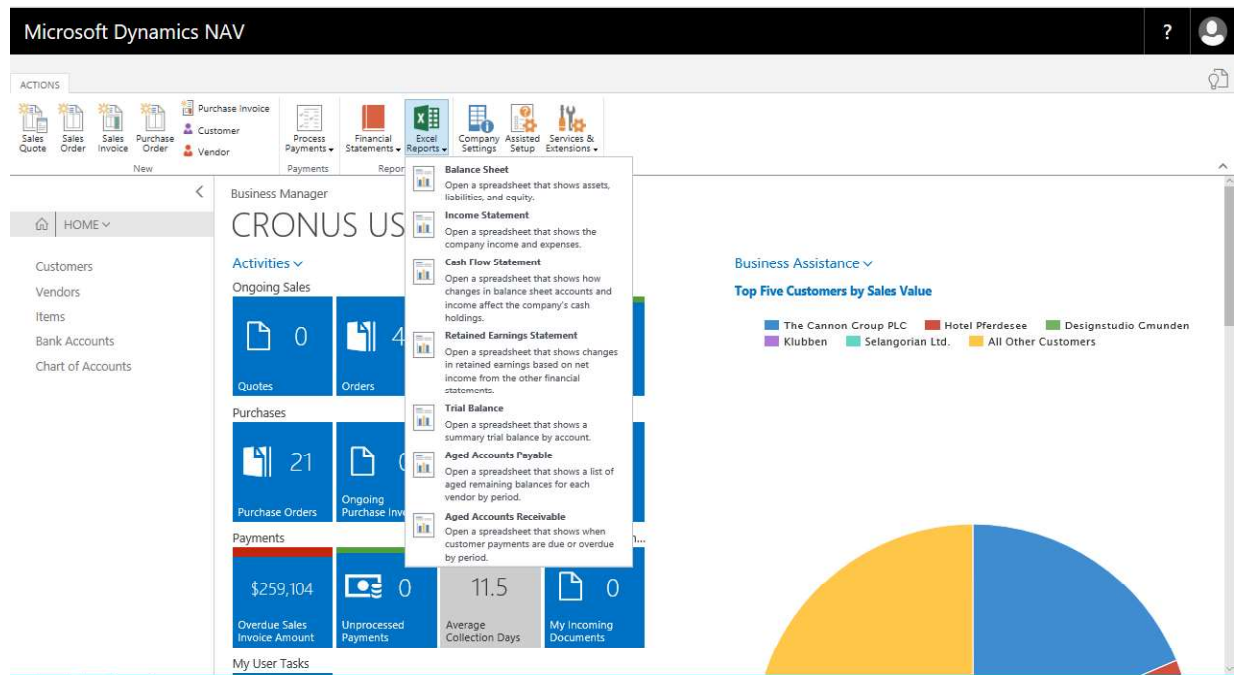 Microsoft Dynamics NAV
?
ACTIONS
Sales Quote
Sales Order
Sales Invoice
Purchase Order
Purchase Invoice
Customer
Vendor
Process Payments
Financial Statements
Excel Reports
Company Settings
Assisted Setup
Services & Extensions
New
Payments
Repor
HOME
Customers
Vendors
Items
Bank Accounts
Chart of Accounts
Business Manager
CRONUS US
Activities
Ongoing Sales
0
Quotes
4
Orders
Purchases
21
Purchase Orders
Ongoing
Purchase Inv
Payments
$259,104
Overdue Sales
Invoice Amount
0
Unprocessed
Payments
11.5
Average
Collection Days
0
My Incoming
Documents
My User Tasks
Balance Sheet
Open a spreadsheet that shows assets,
liabilities, and equity.
Income Statement
Open a spreadsheet that shows the
company income and expenses.
Cash Flow Statement
Open a spreadsheet that shows how
changes in balance sheet accounts and
income affect the company's cash
holdings.
Retained Earnings Statement
Open a spreadsheet that shows changes
in retained earnings based on net
income from the other financial
statements.
Trial Balance
Open a spreadsheet that shows a
summary trial balance by account.
Aged Accounts Payable
Open a spreadsheet that shows a list of
aged remaining balances for each
vendor by period.
Aged Accounts Receivable
Open a spreadsheet that shows when
customer payments are due or overdue
by period.
Business Assistance
Top Five Customers by Sales Value
The Cannon Group PLC Hotel Pferdesee Designstudio Gmunden
Klubben Selangorian Ltd. All Other Customers